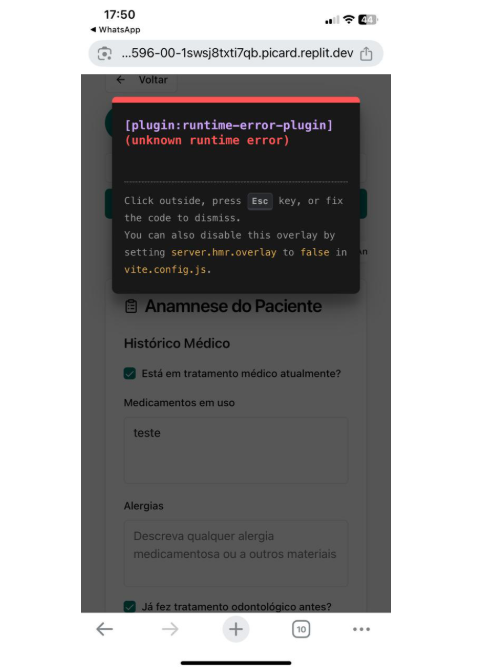 17:50
44
◀ WhatsApp
...596-00-1swsj8txti7qb.picard.replit.dev
← Voltar
[plugin:runtime-error-plugin]
(unknown runtime error)
Click outside, press Esc key, or fix
the code to dismiss.
You can also disable this overlay by
setting server.hmr.overlay to false in
vite.config.js.
An
Anamnese do Paciente
Histórico Médico
Está em tratamento médico atualmente?
Medicamentos em uso
teste
Alergias
Descreva qualquer alergia
medicamentosa ou a outros materiais
Já fez tratamento odontológico antes?
10